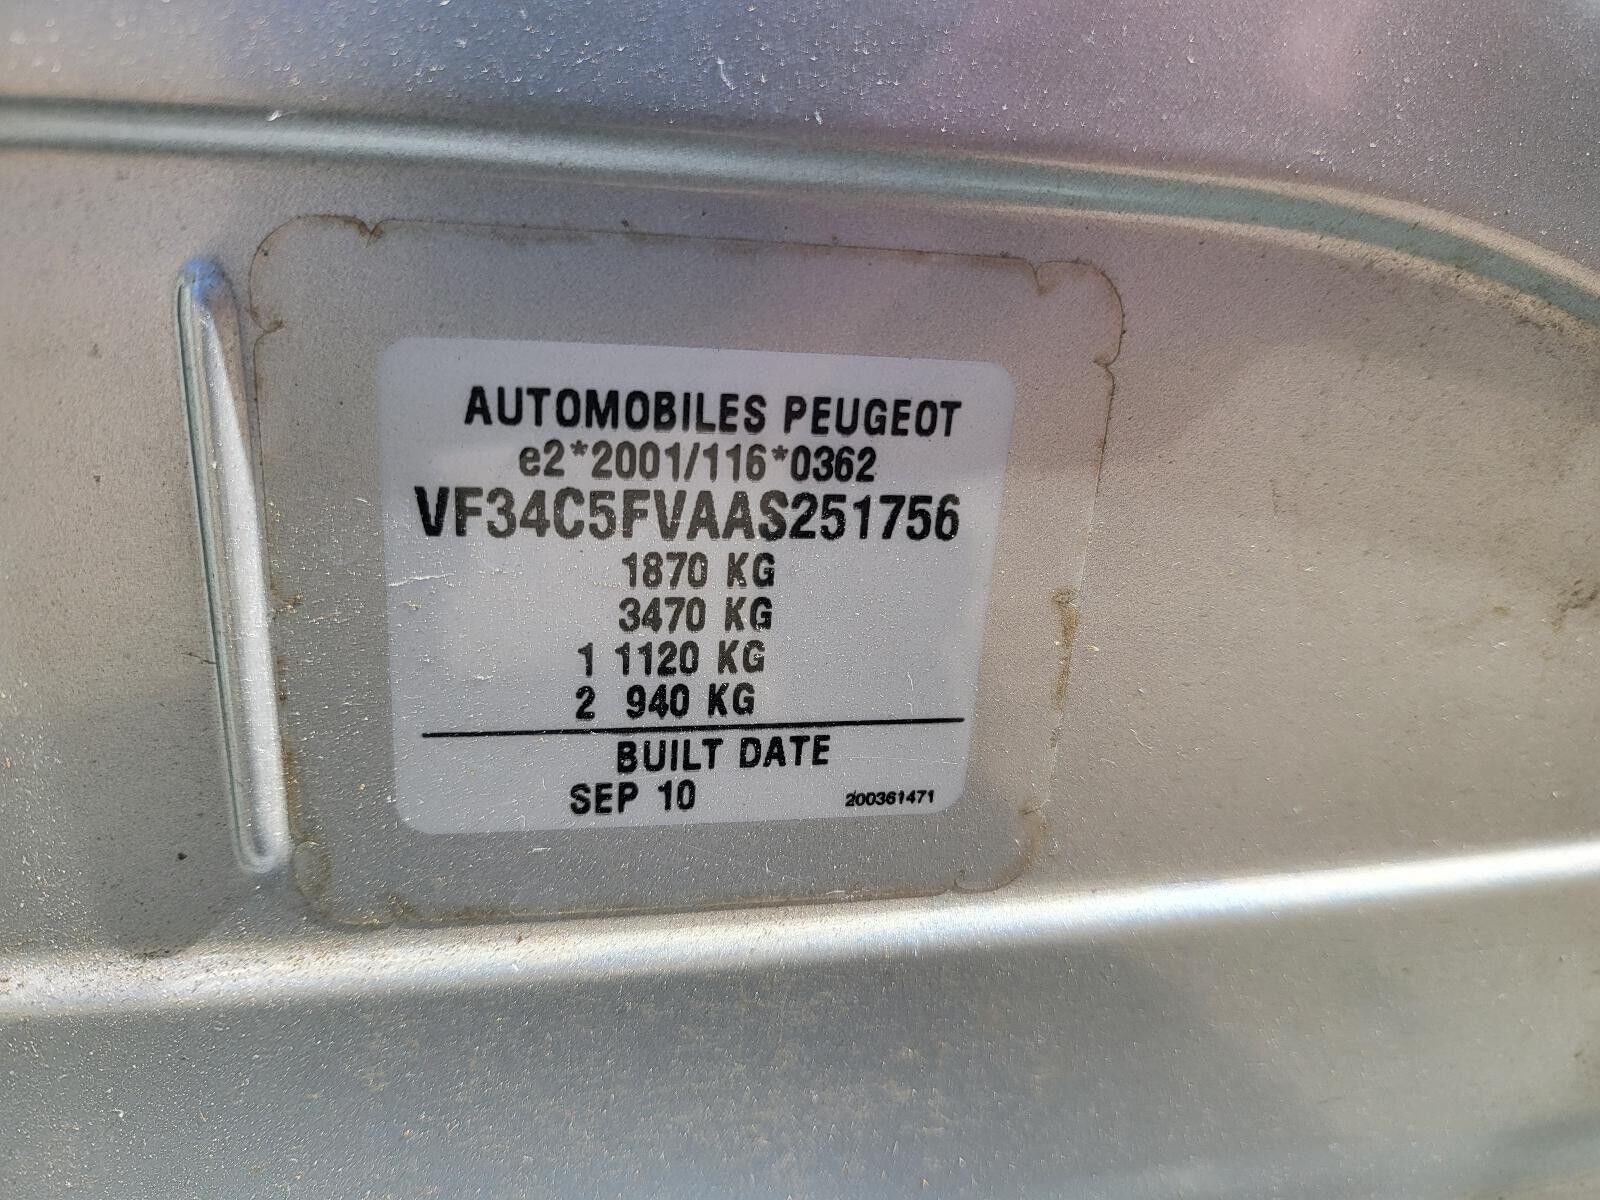 AUTOMOBILES PEUGEOT
e2*2001/116*0362
VF34C5FVAAS251756
1870 KG
3470 KG
1 1120 KG
2 940 KG
BUILT DATE
SEP 10 200361471